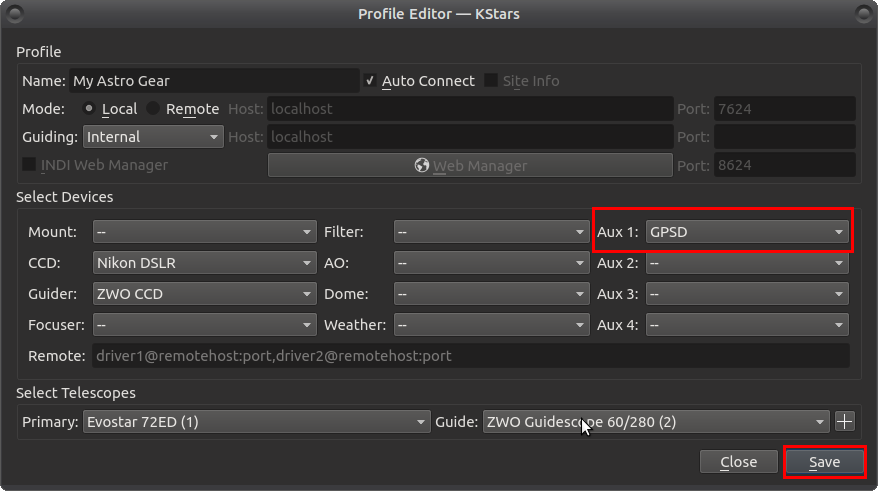 Profile Editor — KStars
Profile
Name: My Astro Gear Auto Connect Site Info
Mode: Local Remote Host: localhost Port: 7624
Guiding: Internal Host: localhost Port:
INDI Web Manager Web Manager Port: 8624
Select Devices
Mount: -- Filter: -- Aux 1: GPSD
CCD: Nikon DSLR AO: -- Aux 2: --
Guider: ZWO CCD Dome: -- Aux 3: --
Focuser: -- Weather: -- Aux 4: --
Remote: driver1@remotehost:port,driver2@remotehost:port
Select Telescopes
Primary: Evostar 72ED (1) Guide: ZWO Guidescope 60/280 (2)
Close Save